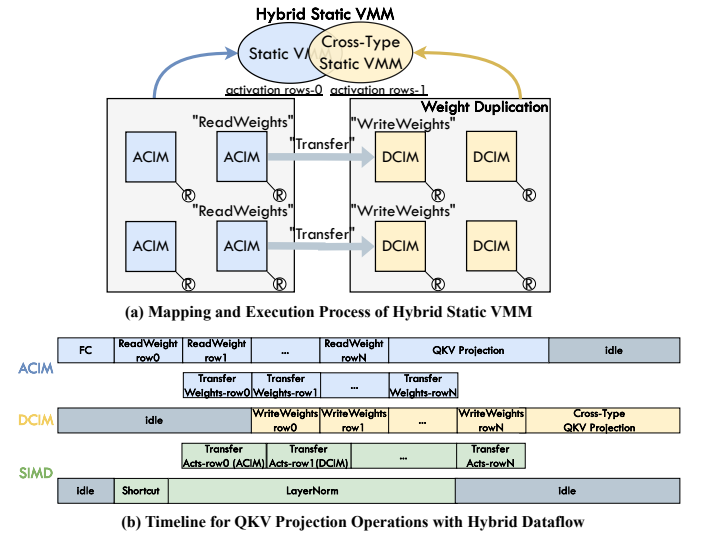 Hybrid Static VMM
Static VMM
Cross-Type
Static VMM
activation rows-0
activation rows-1
Weight Duplication
"ReadWeights"
"WriteWeights"
"Transfer"
ACIM
ACIM
DCIM
DCIM
R
R
R
R
"ReadWeights"
"WriteWeights"
"Transfer"
ACIM
ACIM
DCIM
DCIM
R
R
R
R
(a) Mapping and Execution Process of Hybrid Static VMM
ACIM
FC
ReadWeight
row0
ReadWeight
row1
...
ReadWeight
rowN
QKV Projection
idle
Transfer
Weights-row0
Transfer
Weights-row1
...
Transfer
Weights-rowN
DCIM
idle
WriteWeights
row0
WriteWeights
row1
...
WriteWeights
rowN
Cross-Type
QKV Projection
SIMD
Transfer
Acts-row0 (ACIM)
Transfer
Acts-row1(DCIM)
...
Transfer
Acts-rowN
idle
Shortcut
LayerNorm
idle
(b) Timeline for QKV Projection Operations with Hybrid Dataflow